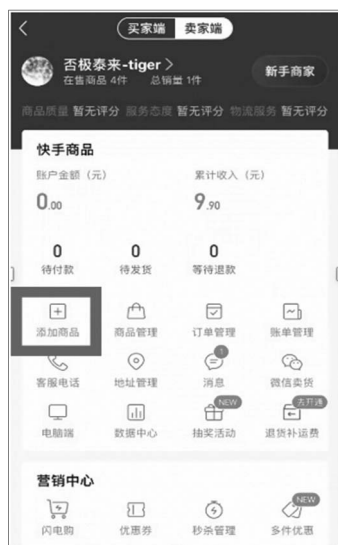 买家端 卖家端
否极泰来-tiger >
在售商品 4件 总销量 1件
新手商家
商品质量 暂无评分 服务态度 暂无评分 物流服务 暂无评分
快手商品
账户金额（元） 累计收入（元）
0.00 9.90
0 0 0
待付款 待发货 等待退款
添加商品 商品管理 订单管理 账单管理
1
客服电话 地址管理 消息 微信卖货
NEW 去开通
电脑端 数据中心 抽奖活动 退货补运费
营销中心
NEW
闪电购 优惠券 秒杀管理 多件优惠